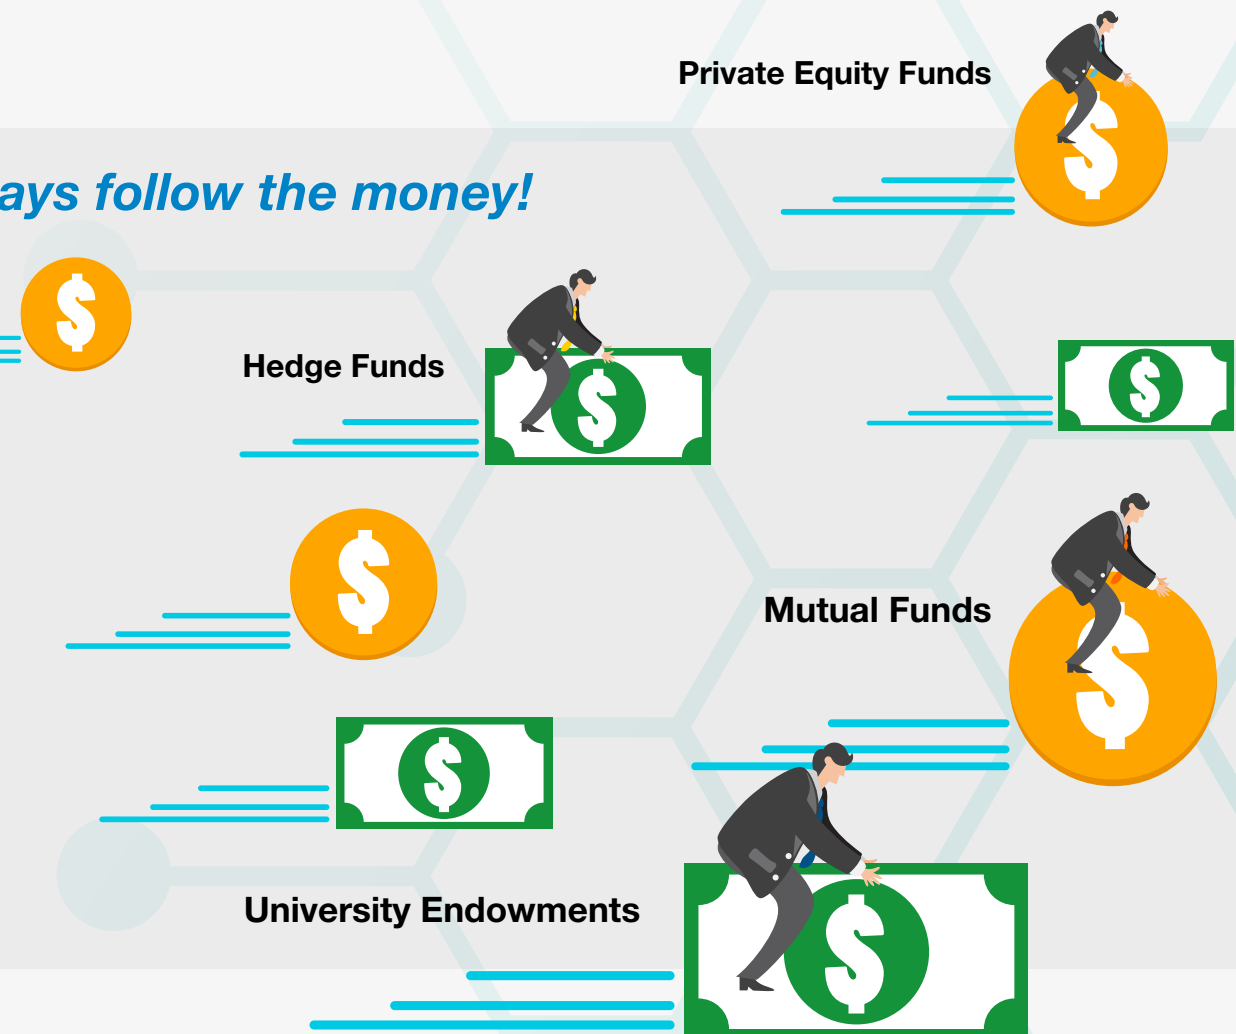 Private Equity Funds
ays follow the money!
$
$
Hedge Funds
$
$
$
Mutual Funds
$
$
University Endowments
$